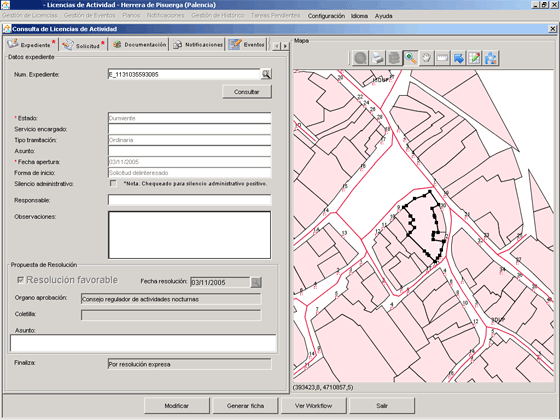 - Licencias de Actividad - Herrera de Pisuerga (Palencia)
Gestión de Licencias Gestión de Eventos Planos Notificaciones Gestión de Histórico Tareas Pendientes Configuración Idioma Ayuda
Consulta de Licencias de Actividad
Expediente * Solicitud * Documentación Notificaciones Eventos
Mapa
Datos expediente
Num. Expediente: E_1131035593085
Consultar
* Estado: Durmiente
Servicio encargado:
Tipo tramitación: Ordinaria
Asunto:
* Fecha apertura: 03/11/2005
Forma de inicio: Solicitud delinteresado
Silencio administrativo: *Nota: Chequeado para silencio administrativo positivo.
Responsable:
Observaciones:
Propuesta de Resolución
Resolución favorable Fecha resolución: 03/11/2005
Organo aprobación: Consejo regulador de actividades nocturnas
Coletilla:
Asunto:
Finaliza: Por resolución expresa
(393423,8, 4710857,5)
Modificar Generar ficha Ver Workflow Salir